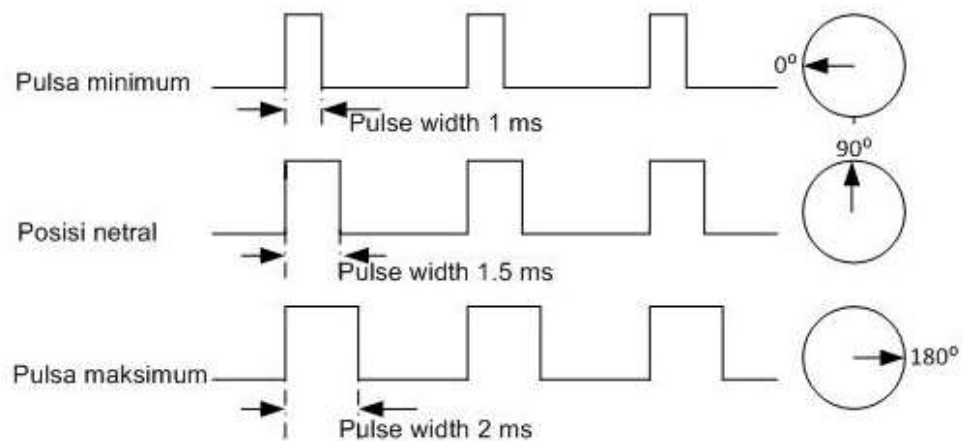 Pulsa minimum
0°
Pulse width 1 ms
90°
Posisi netral
Pulse width 1.5 ms
Pulsa maksimum
180°
Pulse width 2 ms